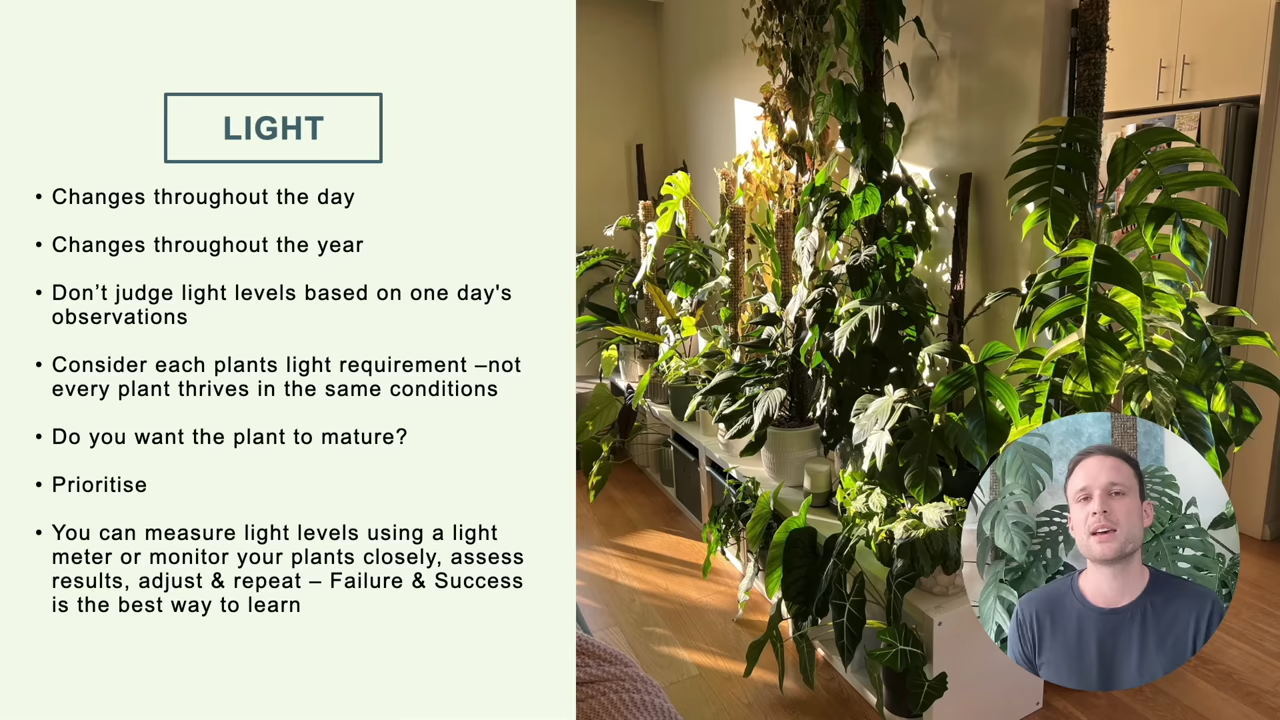 LIGHT
• Changes throughout the day
• Changes throughout the year
• Don’t judge light levels based on one day's
observations
• Consider each plants light requirement –not
every plant thrives in the same conditions
• Do you want the plant to mature?
• Prioritise
• You can measure light levels using a light
meter or monitor your plants closely, assess
results, adjust & repeat – Failure & Success
is the best way to learn